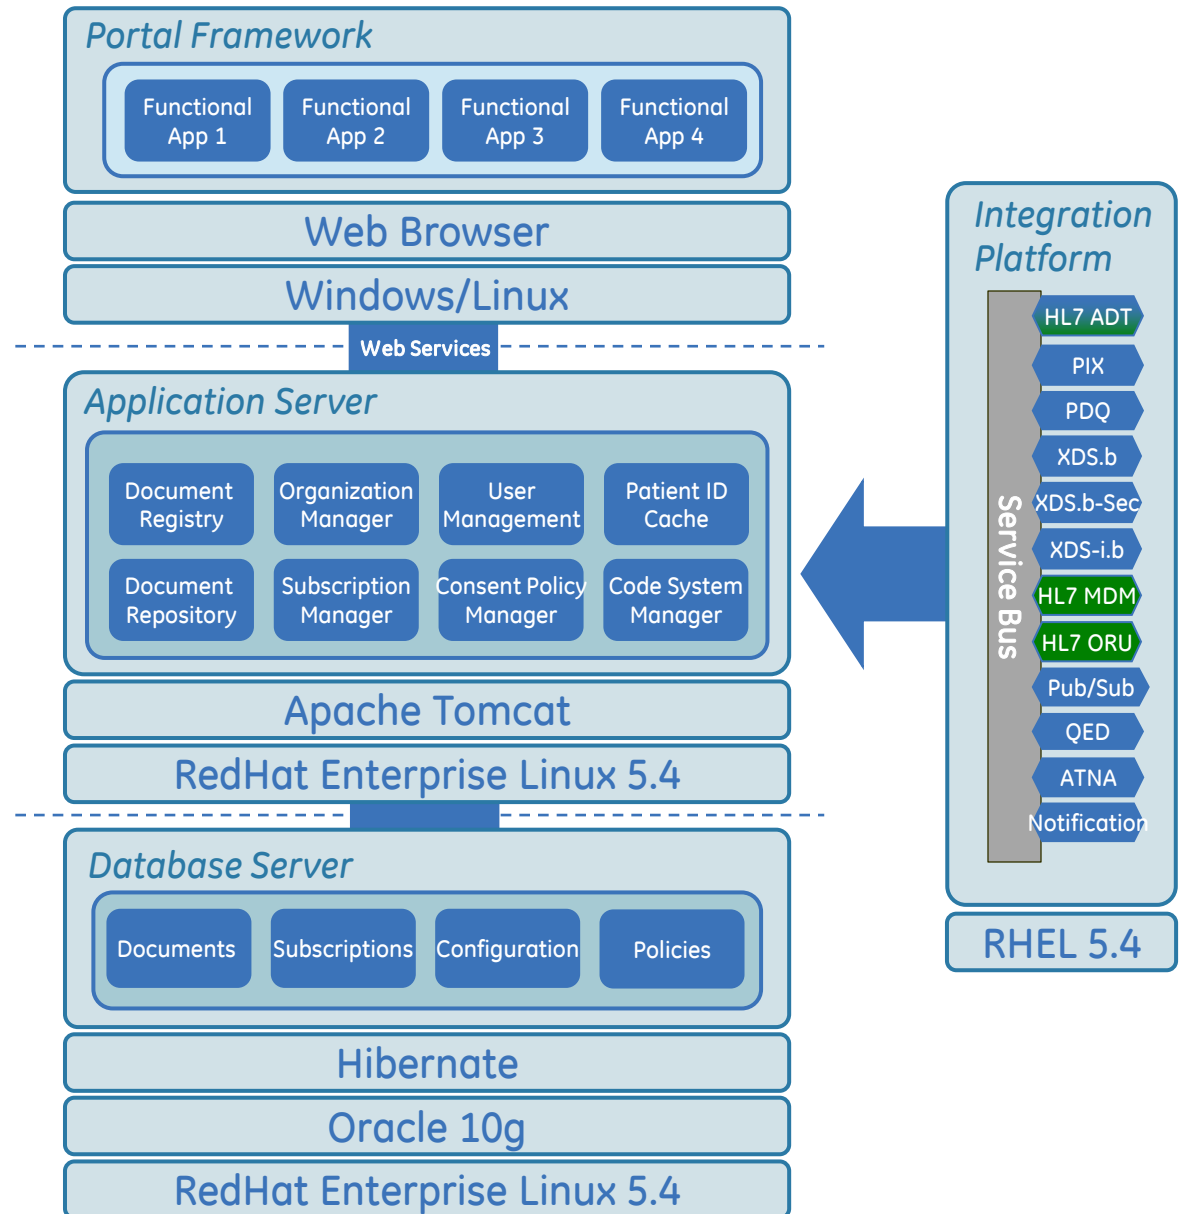 Portal Framework
Functional
App 1
Functional
App 2
Functional
App 3
Functional
App 4
Web Browser
Windows/Linux
Web Services
Application Server
Document
Registry
Organization
Manager
User
Management
Patient ID
Cache
Document
Repository
Subscription
Manager
Consent Policy
Manager
Code System
Manager
Apache Tomcat
RedHat Enterprise Linux 5.4
Database Server
Documents
Subscriptions
Configuration
Policies
Hibernate
Oracle 10g
RedHat Enterprise Linux 5.4
Integration
Platform
Service Bus
HL7 ADT
PIX
PDQ
XDS.b
XDS.b-Sec
XDS-i.b
HL7 MDM
HL7 ORU
Pub/Sub
QED
ATNA
Notification
RHEL 5.4